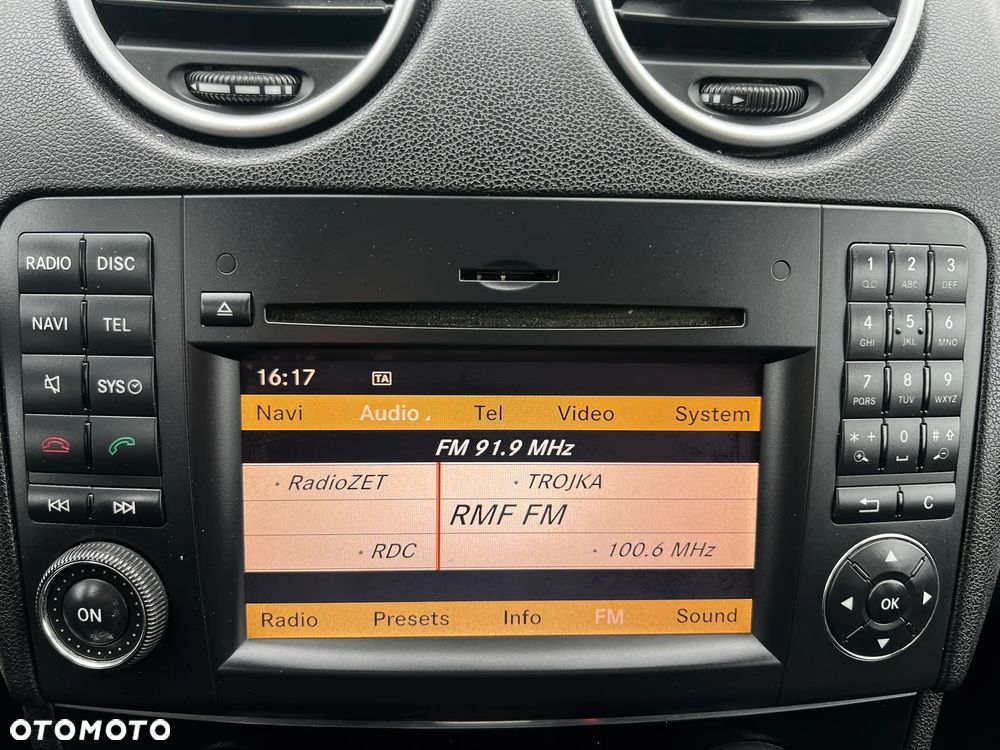 RADIO DISC
NAVI TEL
SYS
ON
16:17 TA
Navi Audio Tel Video System
FM 91.9 MHz
RadioZET TROJKA
RMF FM
RDC 100.6 MHz
Radio Presets Info FM Sound
1 2 ABC 3 DEF
4 GHI 5 JKL 6 MNO
7 PQRS 8 TUV 9 WXYZ
* + 0 #
C
OK
OTOMOTO